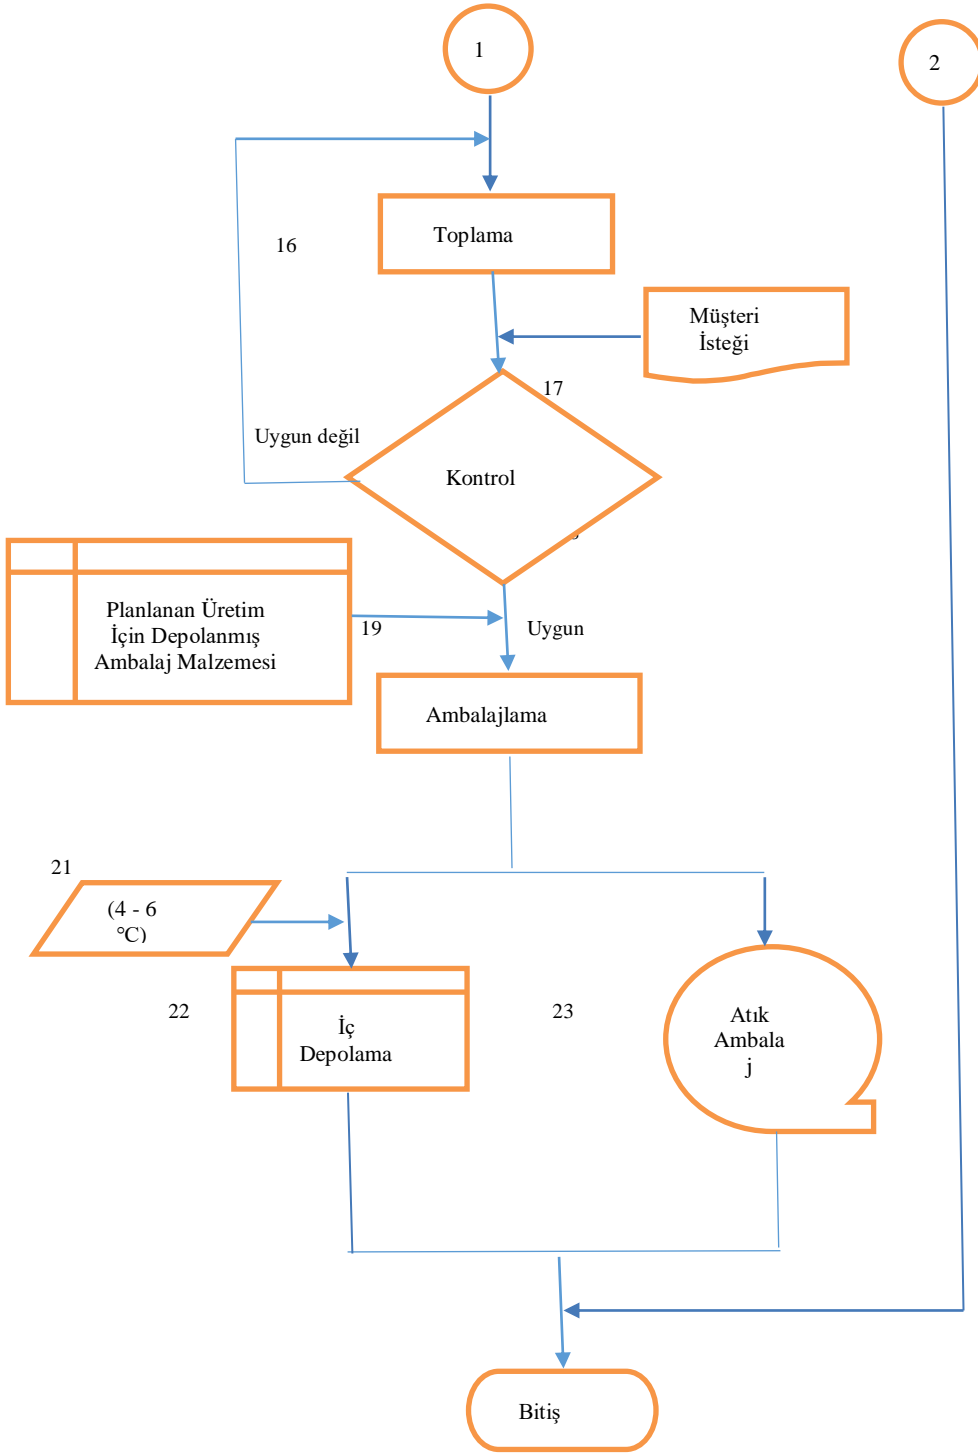 1
2
Toplama
16
Müşteri
İsteği
17
Uygun değil
Kontrol
Planlanan Üretim
İçin Depolanmış
Ambalaj Malzemesi
19
Uygun
Ambalajlama
21
(4 - 6
°C)
22
İç
Depolama
23
Atık
Ambala
j
Bitiş